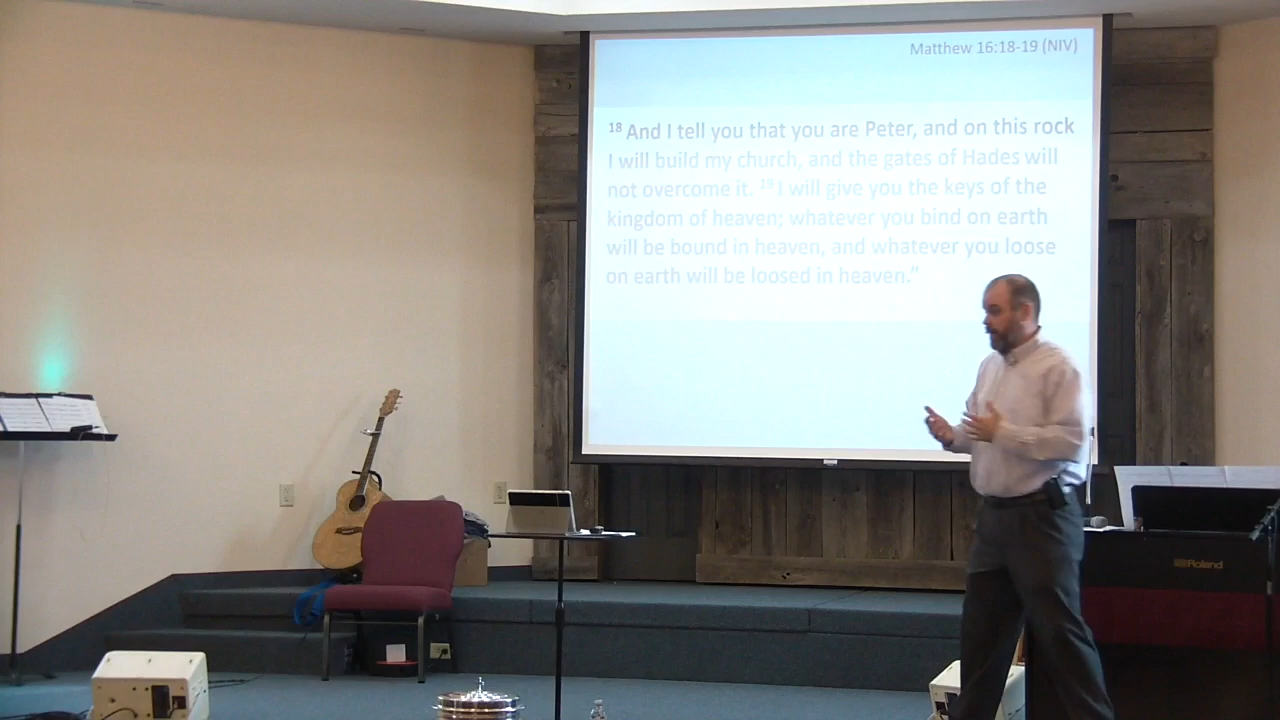 Matthew 16:18-19 (NIV)
18 And I tell you that you are Peter, and on this rock
I will build my church, and the gates of Hades will
not overcome it. 19 I will give you the keys of the
kingdom of heaven; whatever you bind on earth
will be bound in heaven, and whatever you loose
on earth will be loosed in heaven.”
Roland